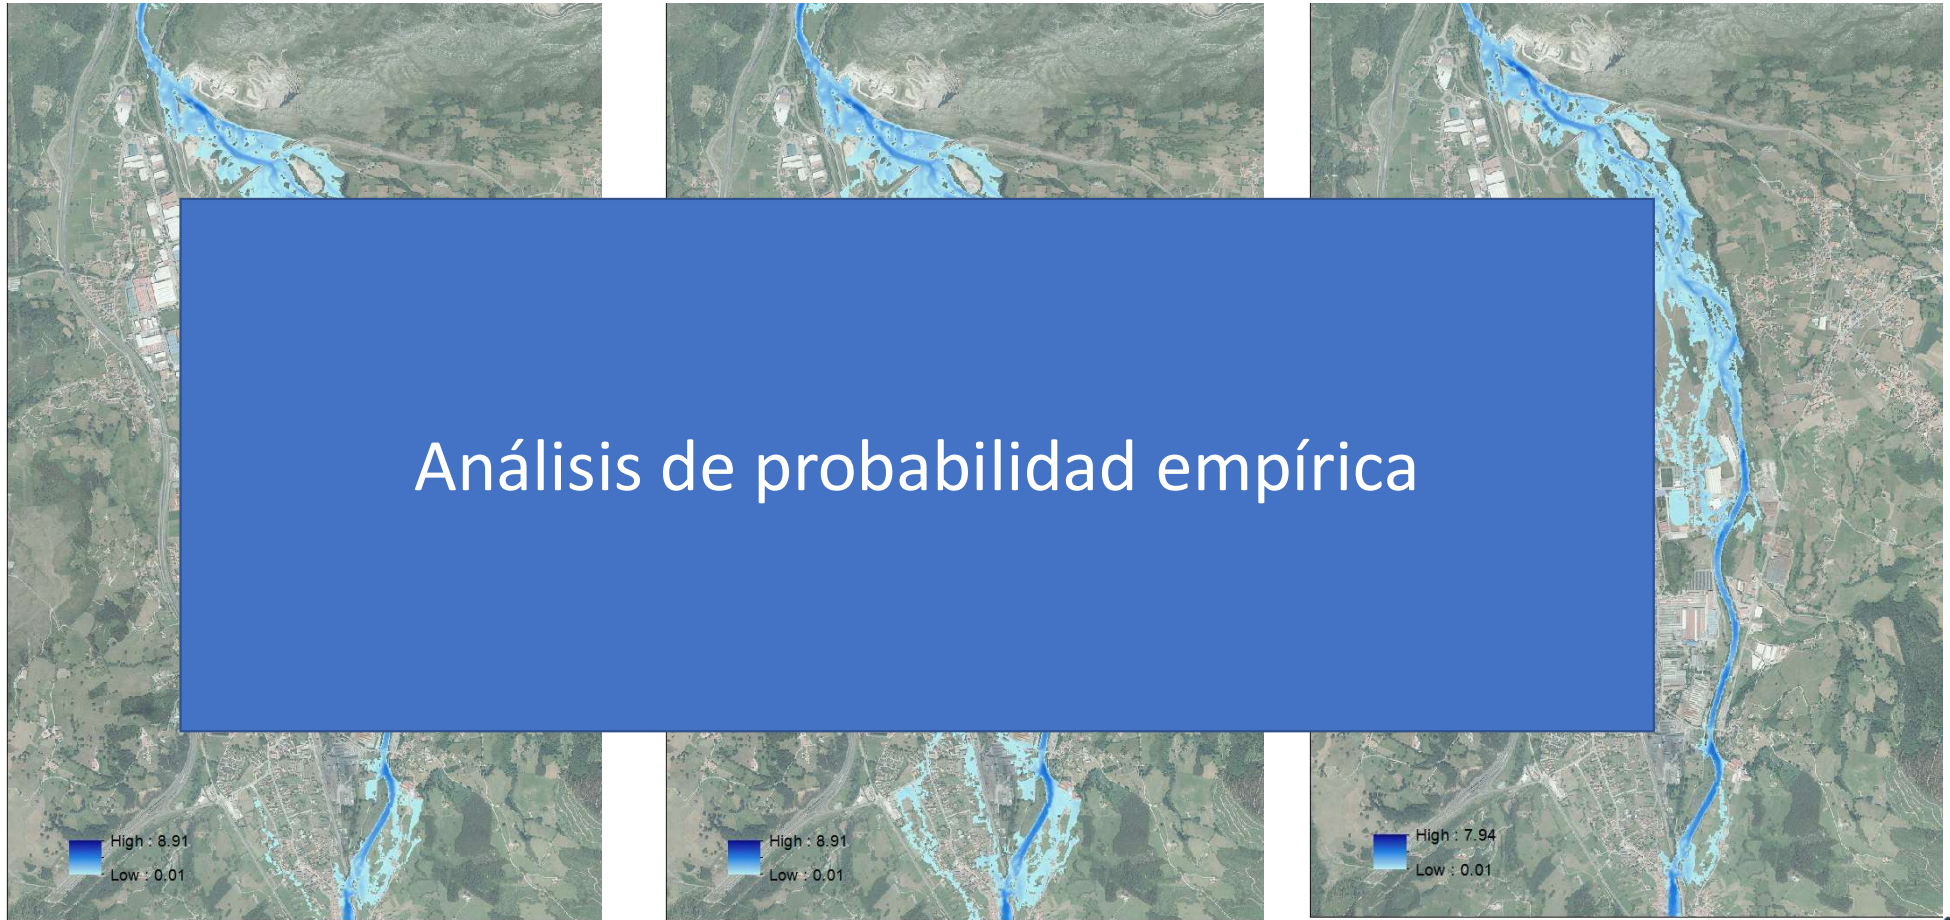 Análisis de probabilidad empírica
High : 8.91
Low : 0.01
High : 8.91
Low : 0.01
High : 7.94
Low : 0.01